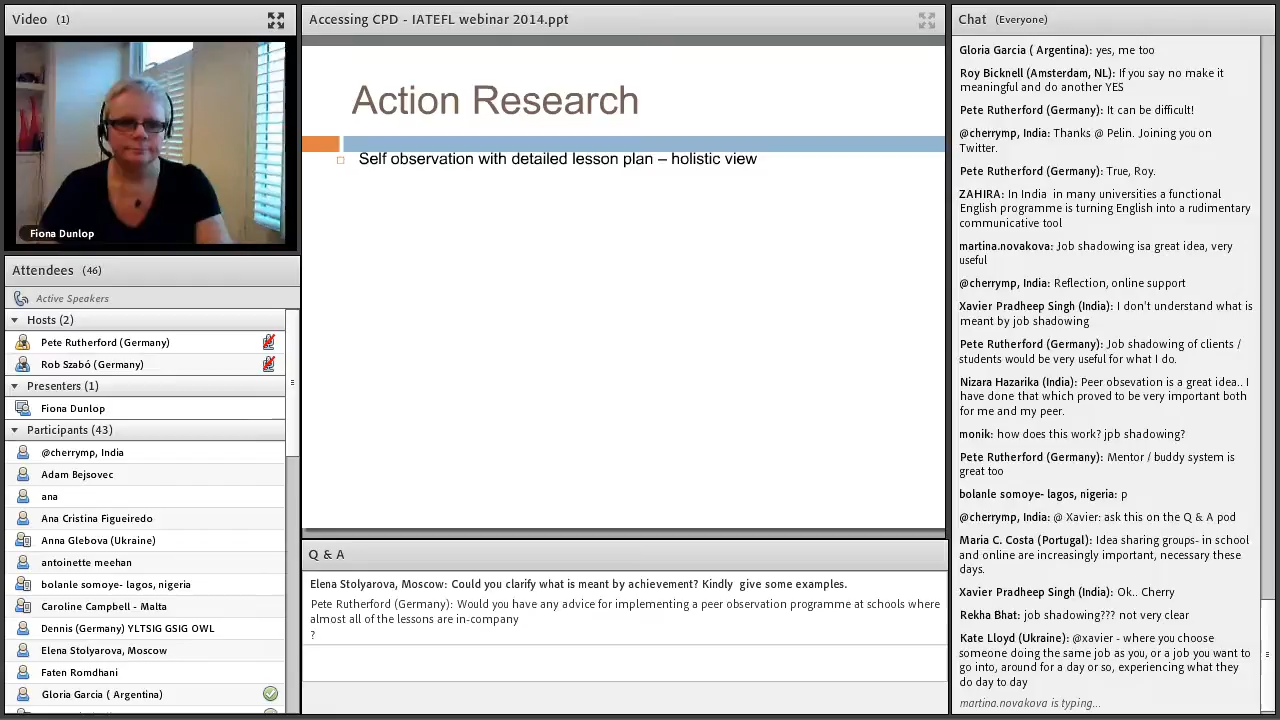 Video (1)
Fiona Dunlop
Attendees (46)
Active Speakers
Hosts (2)
Pete Rutherford (Germany)
Rob Szabó (Germany)
Presenters (1)
Fiona Dunlop
Participants (43)
@cherrymp, India
Adam Bejsovec
ana
Ana Cristina Figueiredo
Anna Glebova (Ukraine)
antoinette meehan
bolanle somoye- lagos, nigeria
Caroline Campbell - Malta
Dennis (Germany) YLTSIG GSIG OWL
Elena Stolyarova, Moscow
Faten Romdhani
Gloria Garcia ( Argentina)
Accessing CPD - IATEFL webinar 2014.ppt
Action Research
Self observation with detailed lesson plan – holistic view
Q & A
Elena Stolyarova, Moscow: Could you clarify what is meant by achievement? Kindly give some examples.
Pete Rutherford (Germany): Would you have any advice for implementing a peer observation programme at schools where
almost all of the lessons are in-company
?
Chat (Everyone)
Gloria Garcia ( Argentina): yes, me too
Roy Bicknell (Amsterdam, NL): If you say no make it
meaningful and do another YES
Pete Rutherford (Germany): It can be difficult!
@cherrymp, India: Thanks @ Pelin. Joining you on
Twitter.
Pete Rutherford (Germany): True, Roy.
ZAHIRA: In India in many universities a functional
English programme is turning English into a rudimentary
communicative tool
martina.novakova: Job shadowing isa great idea, very
useful
@cherrymp, India: Reflection, online support
Xavier Pradheep Singh (India): I don't understand what is
meant by job shadowing
Pete Rutherford (Germany): Job shadowing of clients /
students would be very useful for what I do.
Nizara Hazarika (India): Peer obsevation is a great idea.. I
have done that which proved to be very important both
for me and my peer.
monik: how does this work? jpb shadowing?
Pete Rutherford (Germany): Mentor / buddy system is
great too
bolanle somoye- lagos, nigeria: p
@cherrymp, India: @ Xavier: ask this on the Q & A pod
Maria C. Costa (Portugal): Idea sharing groups- in school
and online are increasingly important, necessary these
days.
Xavier Pradheep Singh (India): Ok.. Cherry
Rekha Bhat: job shadowing??? not very clear
Kate Lloyd (Ukraine): @xavier - where you choose
someone doing the same job as you, or a job you want to
go into, around for a day or so, experiencing what they
do day to day
martina.novakova is typing...